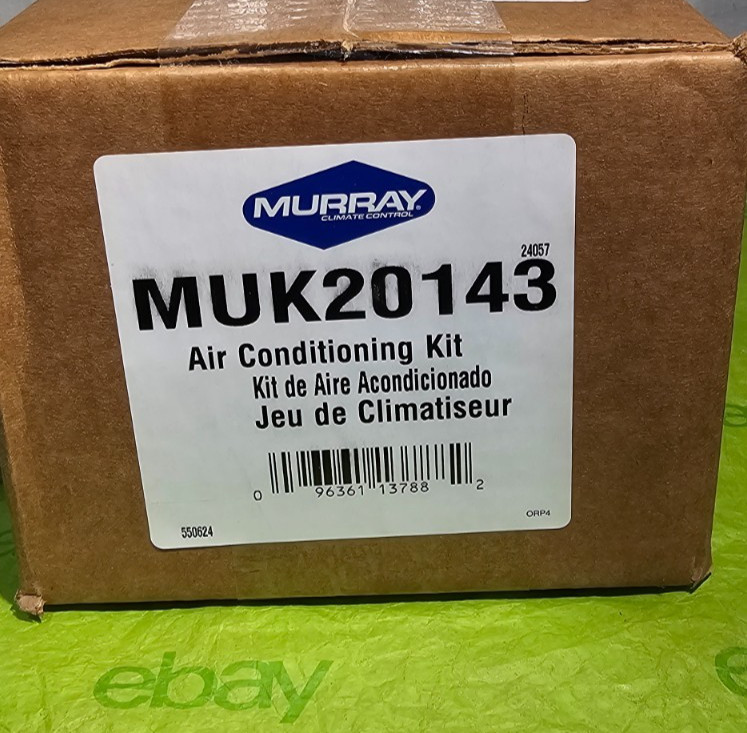 MURRAY®
CLIMATE CONTROL
24057
MUK20143
Air Conditioning Kit
Kit de Aire Acondicionado
Jeu de Climatiseur
0 96361 13788 2
550624
ORP4
ebay